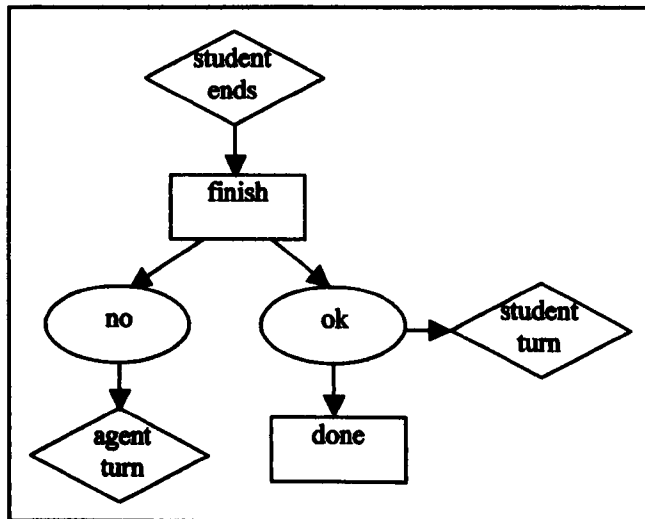 student
ends
finish
no
ok
student
turn
agent
turn
done